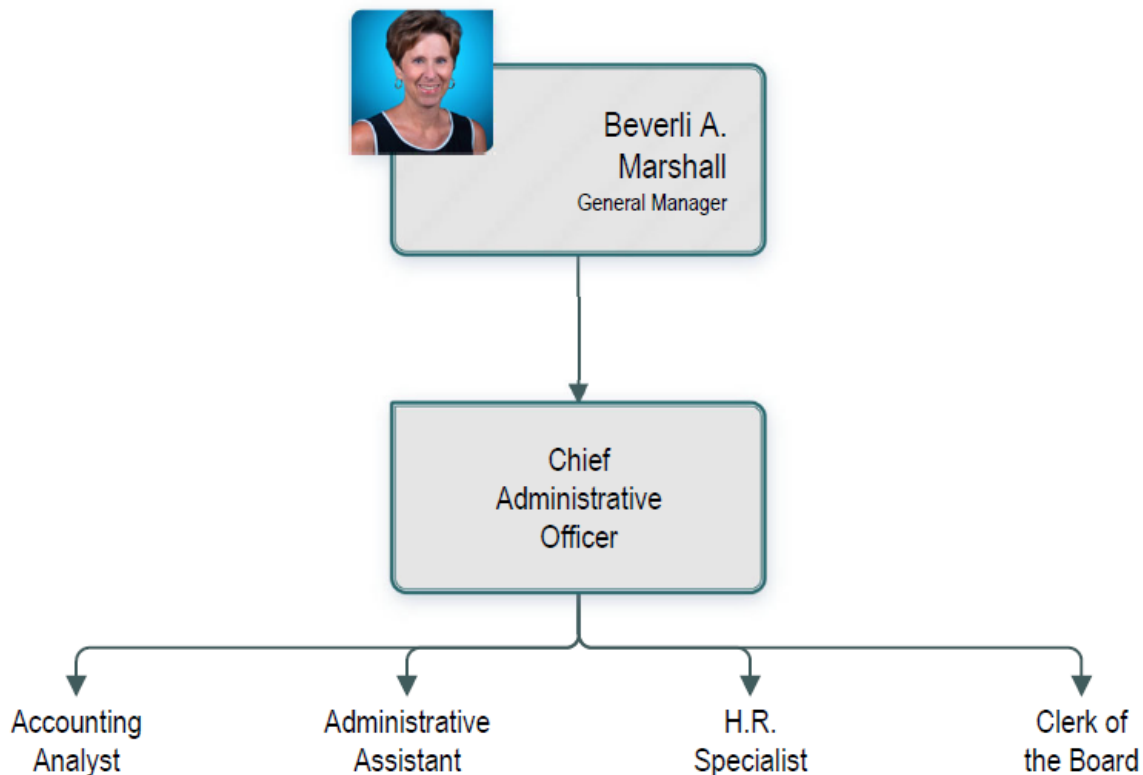 Beverli A.
Marshall
General Manager
Chief
Administrative
Officer
Accounting
Analyst
Administrative
Assistant
H.R.
Specialist
Clerk of
the Board